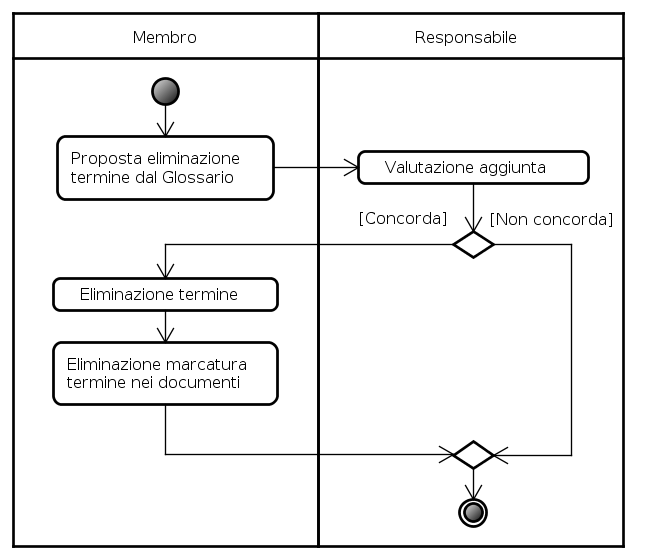 Membro
Responsabile
Proposta eliminazione
termine dal Glossario
Valutazione aggiunta
[Concorda]
[Non concorda]
Eliminazione termine
Eliminazione marcatura
termine nei documenti